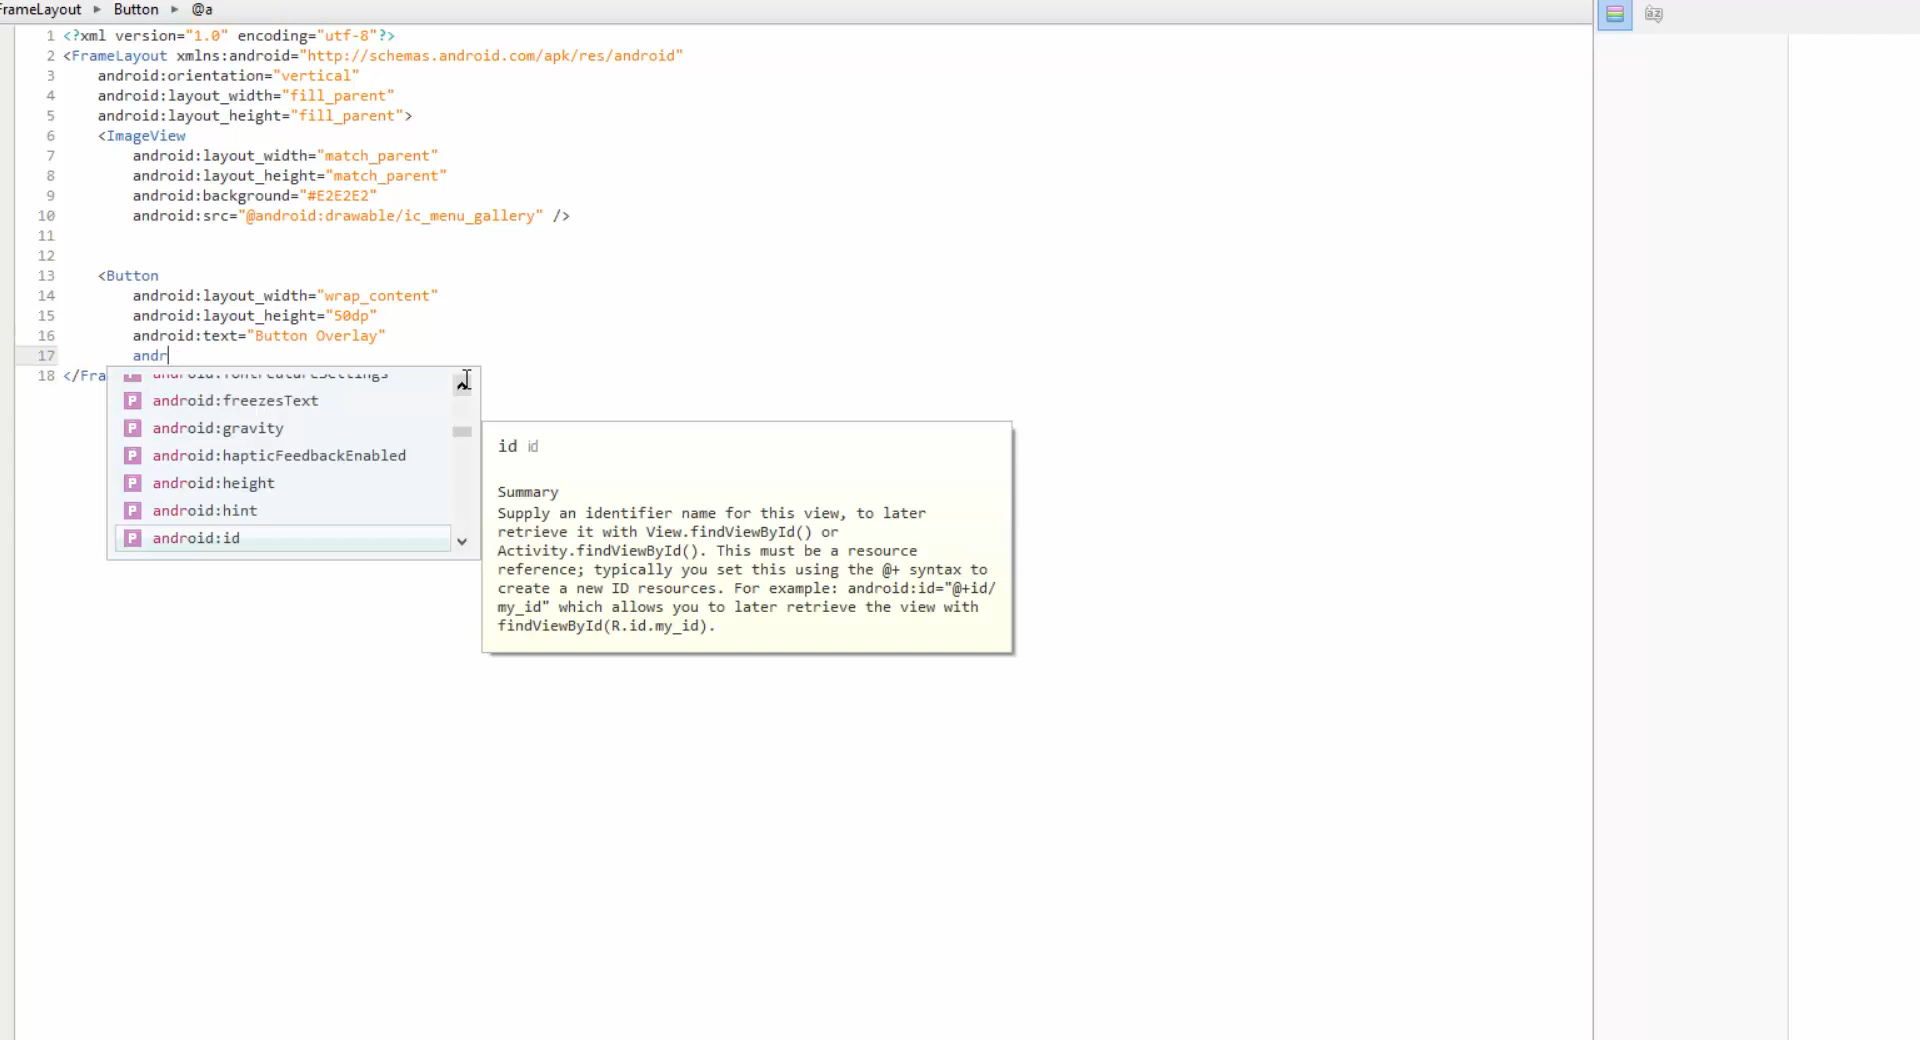 FrameLayout ▸ Button ▸ @a
1 <?xml version="1.0" encoding="utf-8"?>
2 <FrameLayout xmlns:android="http://schemas.android.com/apk/res/android"
3 android:orientation="vertical"
4 android:layout_width="fill_parent"
5 android:layout_height="fill_parent">
6 <ImageView
7 android:layout_width="match_parent"
8 android:layout_height="match_parent"
9 android:background="#E2E2E2"
10 android:src="@android:drawable/ic_menu_gallery" />
11
12
13 <Button
14 android:layout_width="wrap_content"
15 android:layout_height="50dp"
16 android:text="Button Overlay"
17 andr
18 </Fra
P android:fontFeatureSettings
P android:freezesText
P android:gravity
P android:hapticFeedbackEnabled
P android:height
P android:hint
P android:id
id id
Summary
Supply an identifier name for this view, to later
retrieve it with View.findViewById() or
Activity.findViewById(). This must be a resource
reference; typically you set this using the @+ syntax to
create a new ID resources. For example: android:id="@+id/
my_id" which allows you to later retrieve the view with
findViewById(R.id.my_id).
az